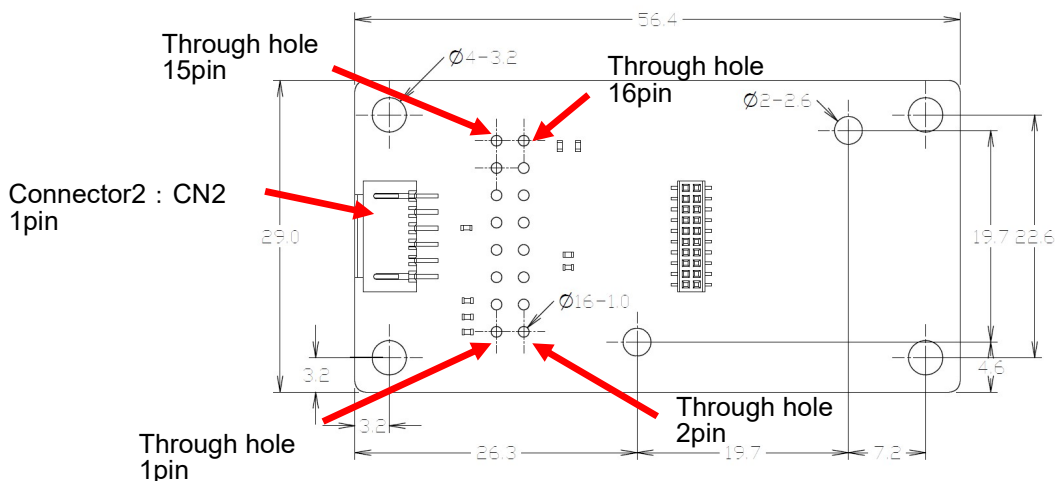 56.4
Through hole
15pin
Ø4-3.2
Through hole
16pin
Ø2-2.6
Connector2：CN2
1pin
29.0
19.7
22.6
Ø16-1.0
3.2
4.6
3.2
Through hole
2pin
Through hole
1pin
26.3
19.7
7.2